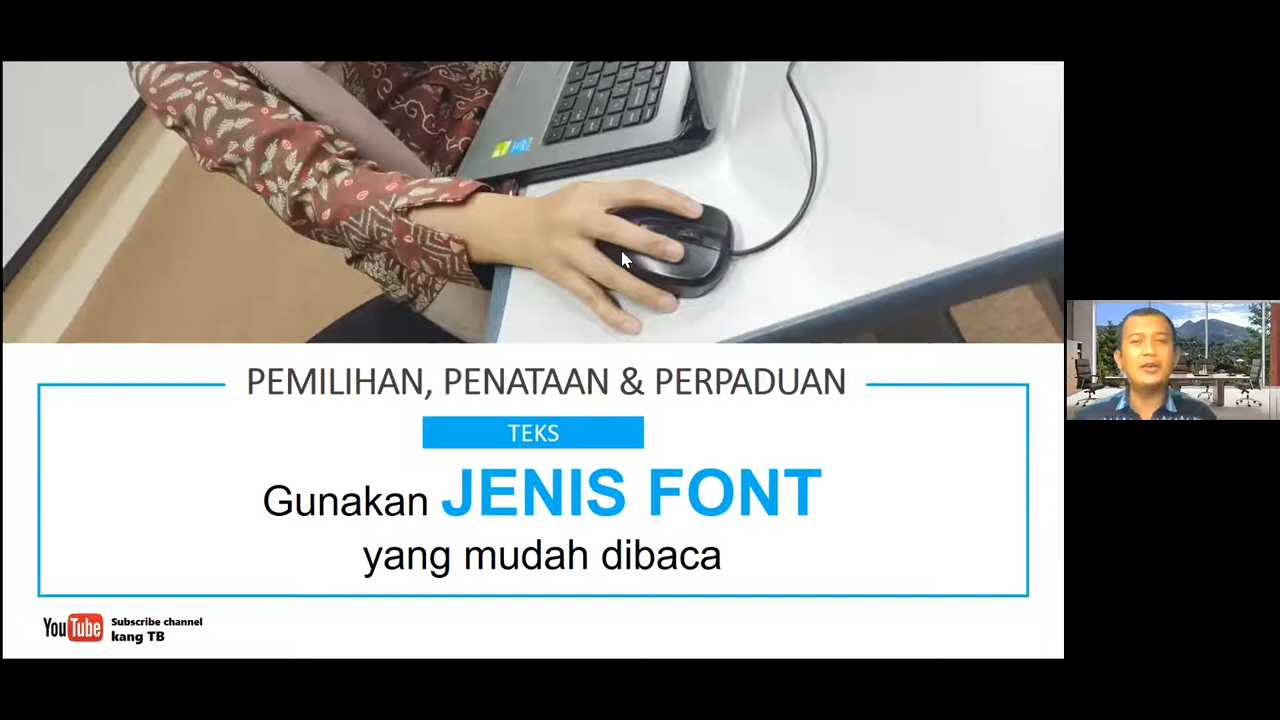 PEMILIHAN, PENATAAN & PERPADUAN
TEKS
Gunakan JENIS FONT
yang mudah dibaca
YouTube
Subscribe channel
kang TB